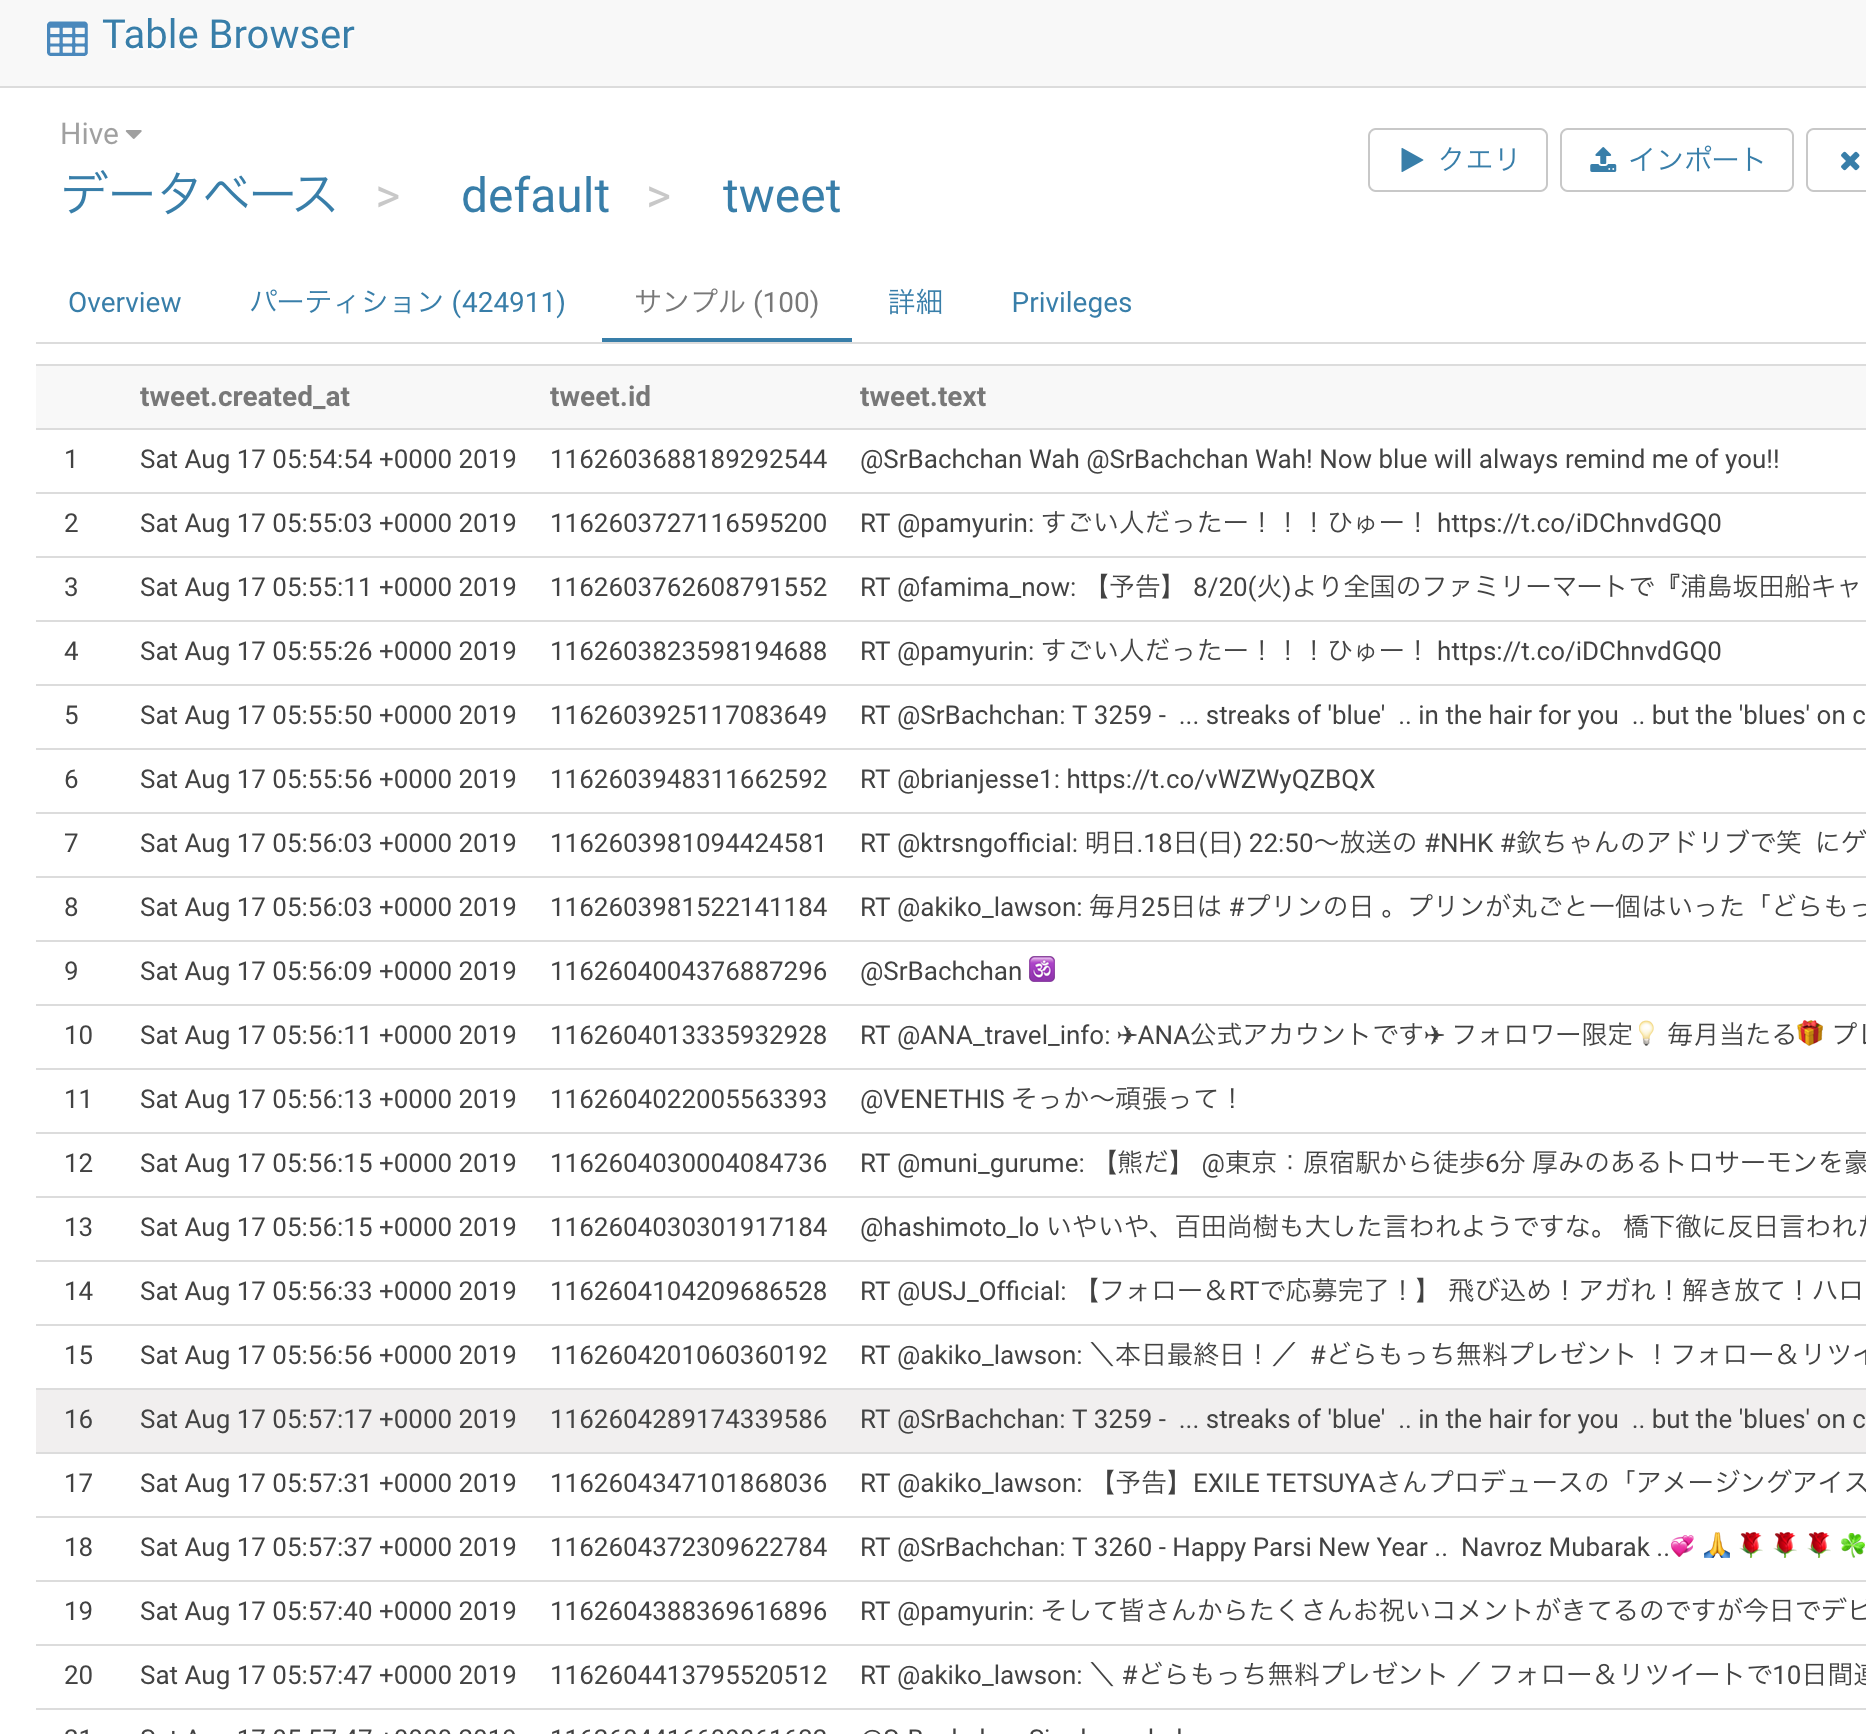 Table Browser
Hive
データベース > default > tweet
クエリ インポート
Overview パーティション (424911) サンプル (100) 詳細 Privileges
tweet.created_at tweet.id tweet.text
1 Sat Aug 17 05:54:54 +0000 2019 1162603688189292544 @SrBachchan Wah @SrBachchan Wah! Now blue will always remind me of you!!
2 Sat Aug 17 05:55:03 +0000 2019 1162603727116595200 RT @pamyurin: すごい人だったー！！！ひゅー！ https://t.co/iDChnvdGQ0
3 Sat Aug 17 05:55:11 +0000 2019 1162603762608791552 RT @famima_now: 【予告】 8/20(火)より全国のファミリーマートで『浦島坂田船キャ
4 Sat Aug 17 05:55:26 +0000 2019 1162603823598194688 RT @pamyurin: すごい人だったー！！！ひゅー！ https://t.co/iDChnvdGQ0
5 Sat Aug 17 05:55:50 +0000 2019 1162603925117083649 RT @SrBachchan: T 3259 - ... streaks of 'blue' .. in the hair for you .. but the 'blues' on c
6 Sat Aug 17 05:55:56 +0000 2019 1162603948311662592 RT @brianjesse1: https://t.co/vWZWyQZBQX
7 Sat Aug 17 05:56:03 +0000 2019 1162603981094424581 RT @ktrsngofficial: 明日.18日(日) 22:50〜放送の #NHK #欽ちゃんのアドリブで笑 にゲ
8 Sat Aug 17 05:56:03 +0000 2019 1162603981522141184 RT @akiko_lawson: 毎月25日は #プリンの日 。プリンが丸ごと一個はいった「どらもっ
9 Sat Aug 17 05:56:09 +0000 2019 1162604004376887296 @SrBachchan 🕉
10 Sat Aug 17 05:56:11 +0000 2019 1162604013335932928 RT @ANA_travel_info: ✈ANA公式アカウントです✈ フォロワー限定💡 毎月当たる🎁 プレ
11 Sat Aug 17 05:56:13 +0000 2019 1162604022005563393 @VENETHIS そっか〜頑張って！
12 Sat Aug 17 05:56:15 +0000 2019 1162604030004084736 RT @muni_gurume: 【熊だ】 @東京：原宿駅から徒歩6分 厚みのあるトロサーモンを豪
13 Sat Aug 17 05:56:15 +0000 2019 1162604030301917184 @hashimoto_lo いやいや、百田尚樹も大した言われようですな。 橋下徹に反日言われた
14 Sat Aug 17 05:56:33 +0000 2019 1162604104209686528 RT @USJ_Official: 【フォロー＆RTで応募完了！】 飛び込め！アガれ！解き放て！ハロ
15 Sat Aug 17 05:56:56 +0000 2019 1162604201060360192 RT @akiko_lawson: ＼本日最終日！／ #どらもっち無料プレゼント ！フォロー＆リツイ
16 Sat Aug 17 05:57:17 +0000 2019 1162604289174339586 RT @SrBachchan: T 3259 - ... streaks of 'blue' .. in the hair for you .. but the 'blues' on c
17 Sat Aug 17 05:57:31 +0000 2019 1162604347101868036 RT @akiko_lawson: 【予告】EXILE TETSUYAさんプロデュースの「アメージングアイス
18 Sat Aug 17 05:57:37 +0000 2019 1162604372309622784 RT @SrBachchan: T 3260 - Happy Parsi New Year .. Navroz Mubarak ..💞 🙏 🌹 🌹 🌹 ☘
19 Sat Aug 17 05:57:40 +0000 2019 1162604388369616896 RT @pamyurin: そして皆さんからたくさんお祝いコメントがきてるのですが今日でデビ
20 Sat Aug 17 05:57:47 +0000 2019 1162604413795520512 RT @akiko_lawson: ＼ #どらもっち無料プレゼント ／ フォロー＆リツイートで10日間連